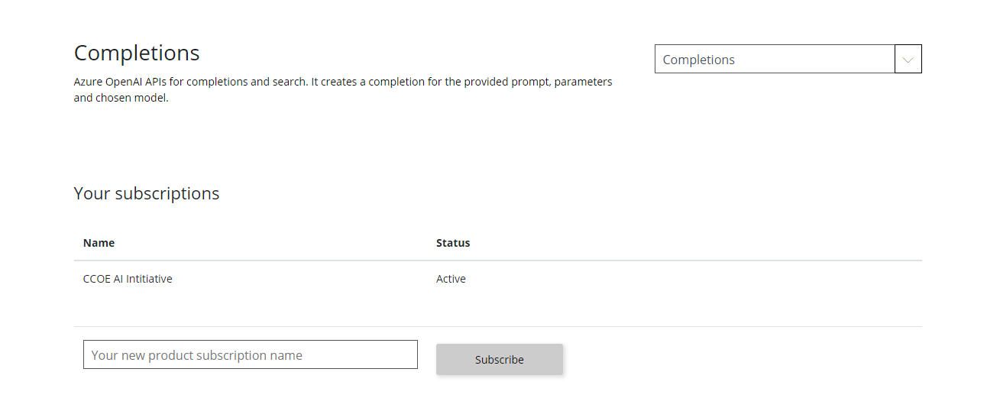 Completions
Completions
Azure OpenAI APIs for completions and search. It creates a completion for the provided prompt, parameters
and chosen model.
Your subscriptions
Name Status
CCOE AI Intitiative Active
Your new product subscription name Subscribe